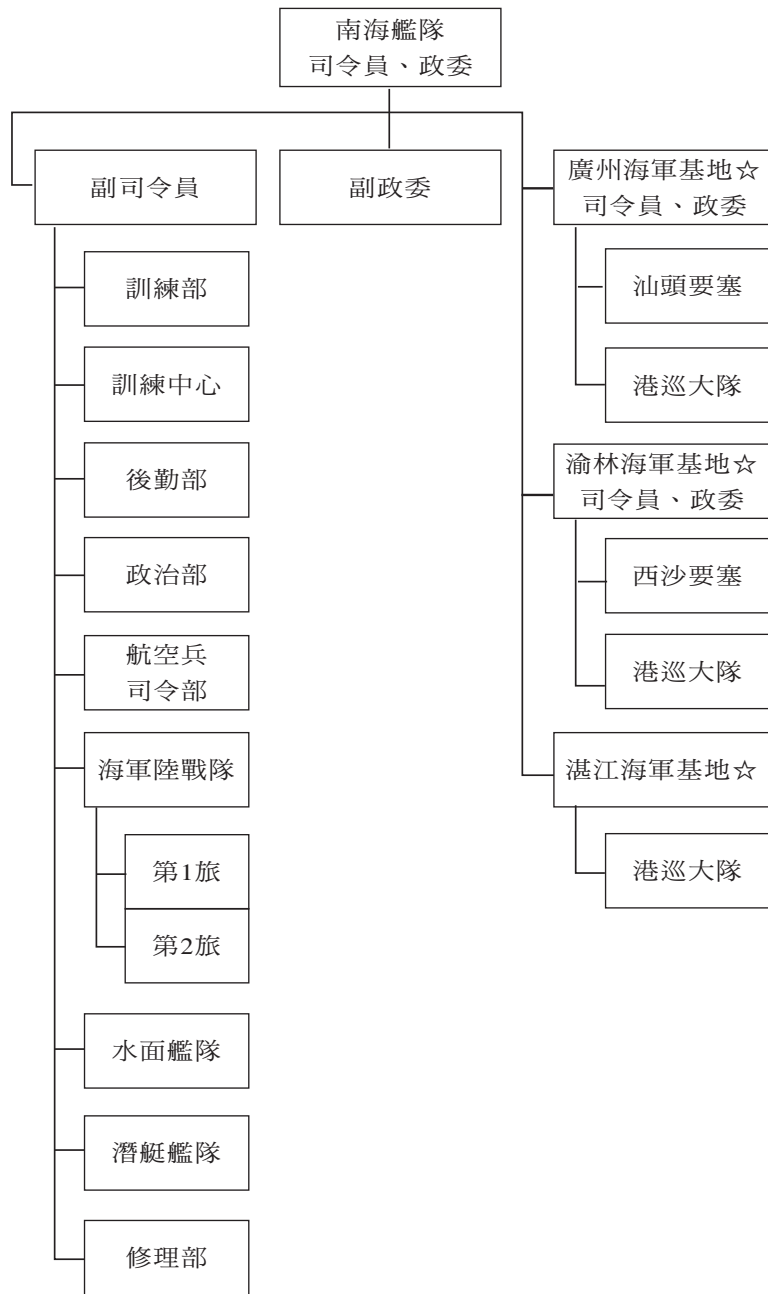 南海艦隊
司令員、政委
副司令員
副政委
廣州海軍基地☆
司令員、政委
訓練部
汕頭要塞
訓練中心
港巡大隊
後勤部
渝林海軍基地☆
司令員、政委
政治部
西沙要塞
航空兵
司令部
港巡大隊
海軍陸戰隊
湛江海軍基地☆
第1旅
港巡大隊
第2旅
水面艦隊
潛艇艦隊
修理部